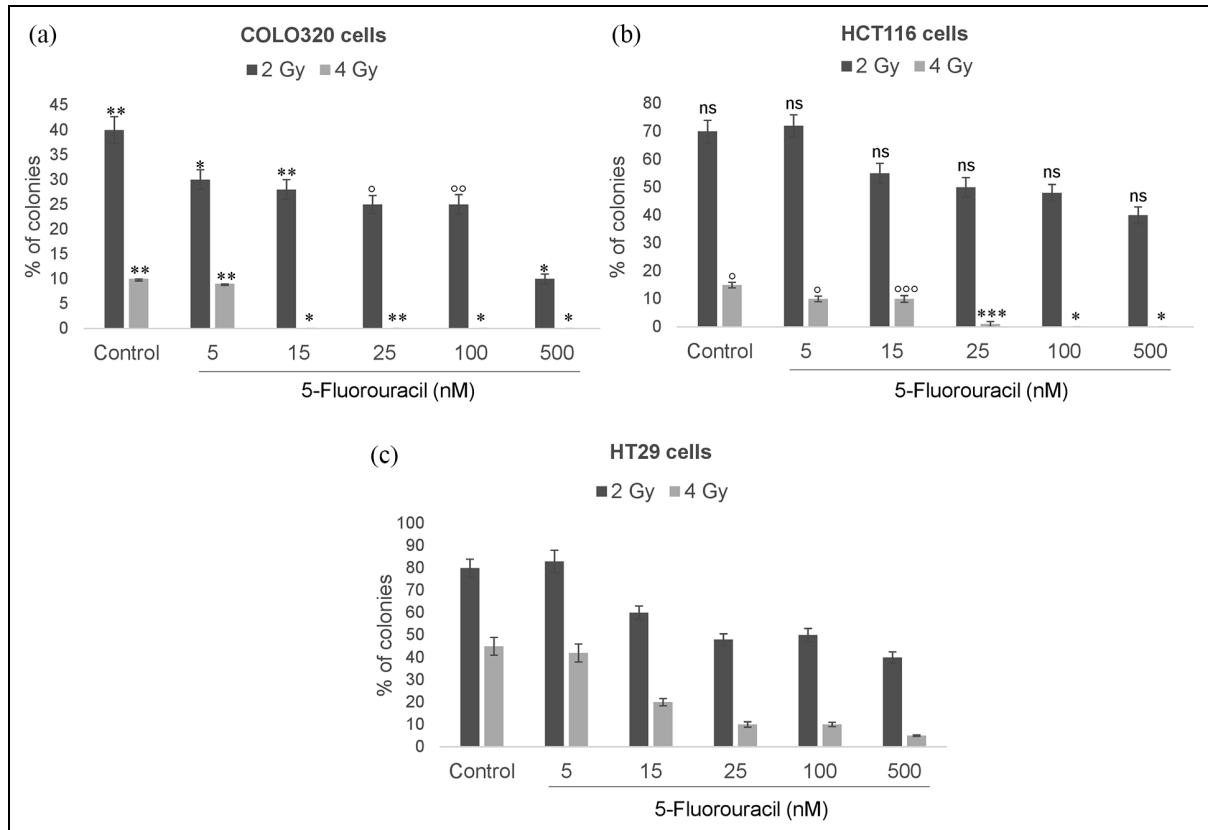 (a)
COLO320 cells
2 Gy 4 Gy
45
40
35
30
25
20
15
10
5
0
% of colonies
** ** * ** ** * ° ** °° * * *
Control 5 15 25 100 500
5-Fluorouracil (nM)
(b)
HCT116 cells
2 Gy 4 Gy
80
70
60
50
40
30
20
10
0
% of colonies
ns ° ns ° ns °°° ns *** ns * ns *
Control 5 15 25 100 500
5-Fluorouracil (nM)
(c)
HT29 cells
2 Gy 4 Gy
100
90
80
70
60
50
40
30
20
10
0
% of colonies
Control 5 15 25 100 500
5-Fluorouracil (nM)